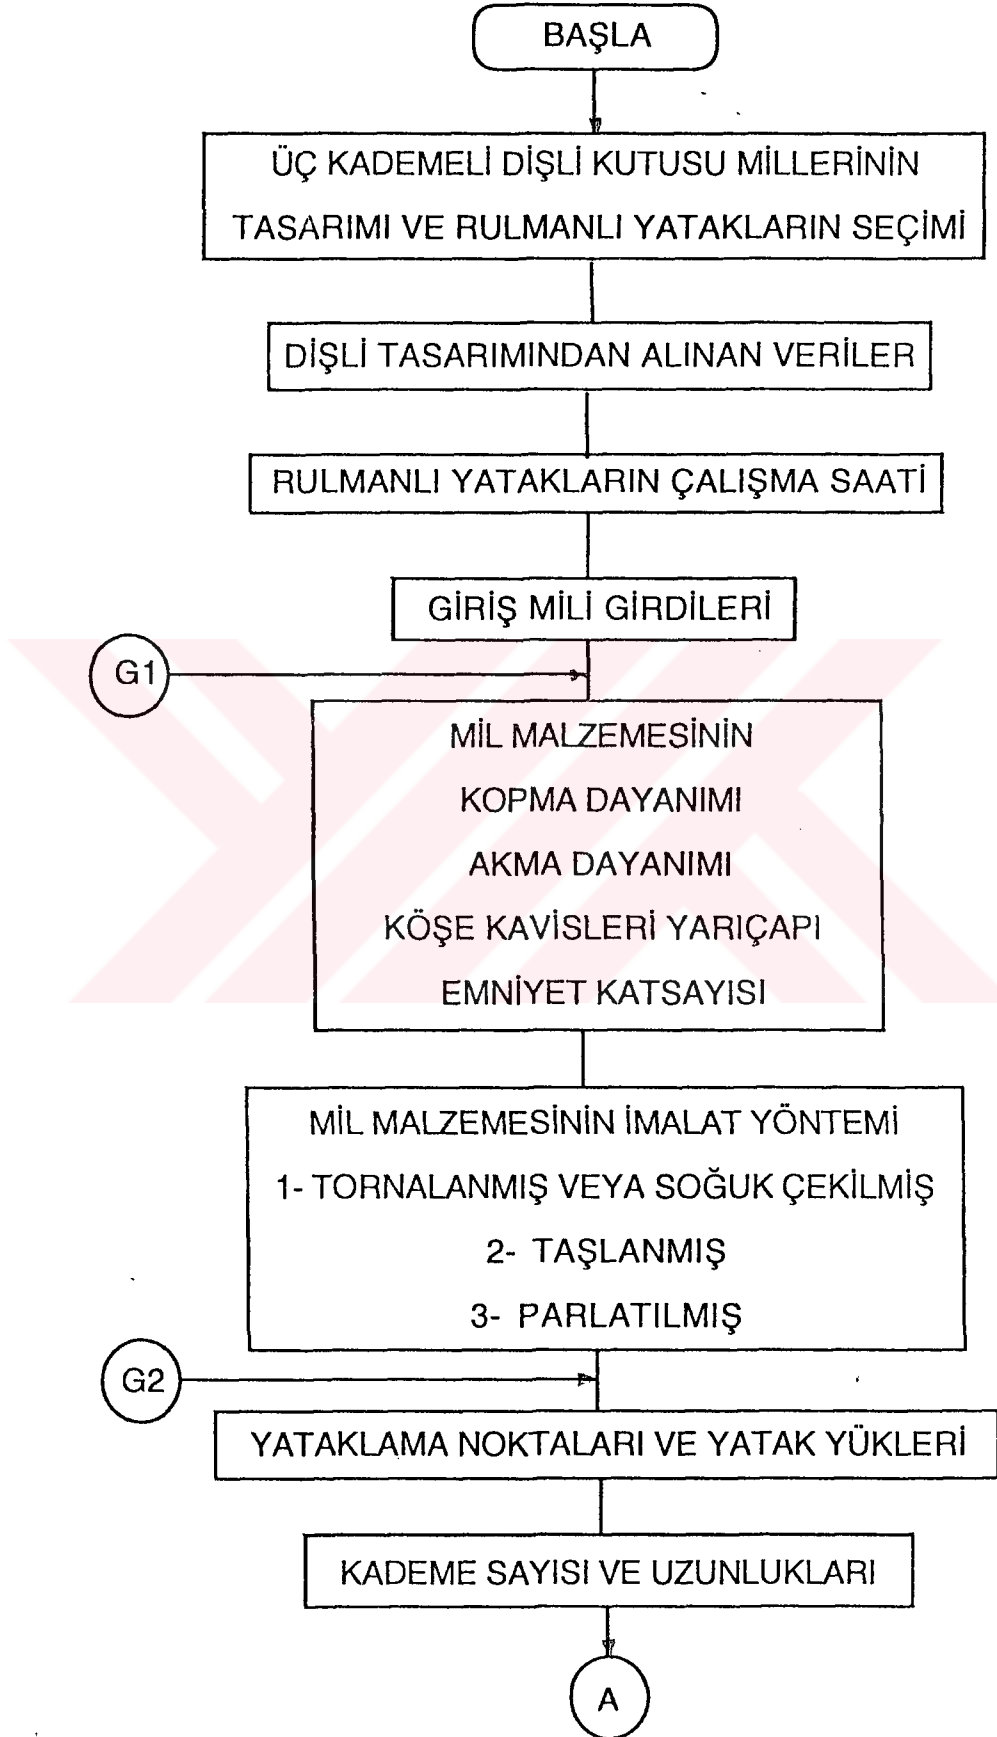 BAŞLA
ÜÇ KADEMELİ DİŞLİ KUTUSU MİLLERİNİN
TASARIMI VE RULMANLI YATAKLARIN SEÇİMİ
DİŞLİ TASARIMINDAN ALINAN VERİLER
RULMANLI YATAKLARIN ÇALIŞMA SAATİ
GİRİŞ MİLİ GİRDİLERİ
G1
MİL MALZEMESİNİN
KOPMA DAYANIMI
AKMA DAYANIMI
KÖŞE KAVİSLERİ YARIÇAPI
EMNİYET KATSAYISI
MİL MALZEMESİNİN İMALAT YÖNTEMİ
1- TORNALANMIŞ VEYA SOĞUK ÇEKİLMİŞ
2- TAŞLANMIŞ
3- PARLATILMIŞ
G2
YATAKLAMA NOKTALARI VE YATAK YÜKLERİ
KADEME SAYISI VE UZUNLUKLARI
A